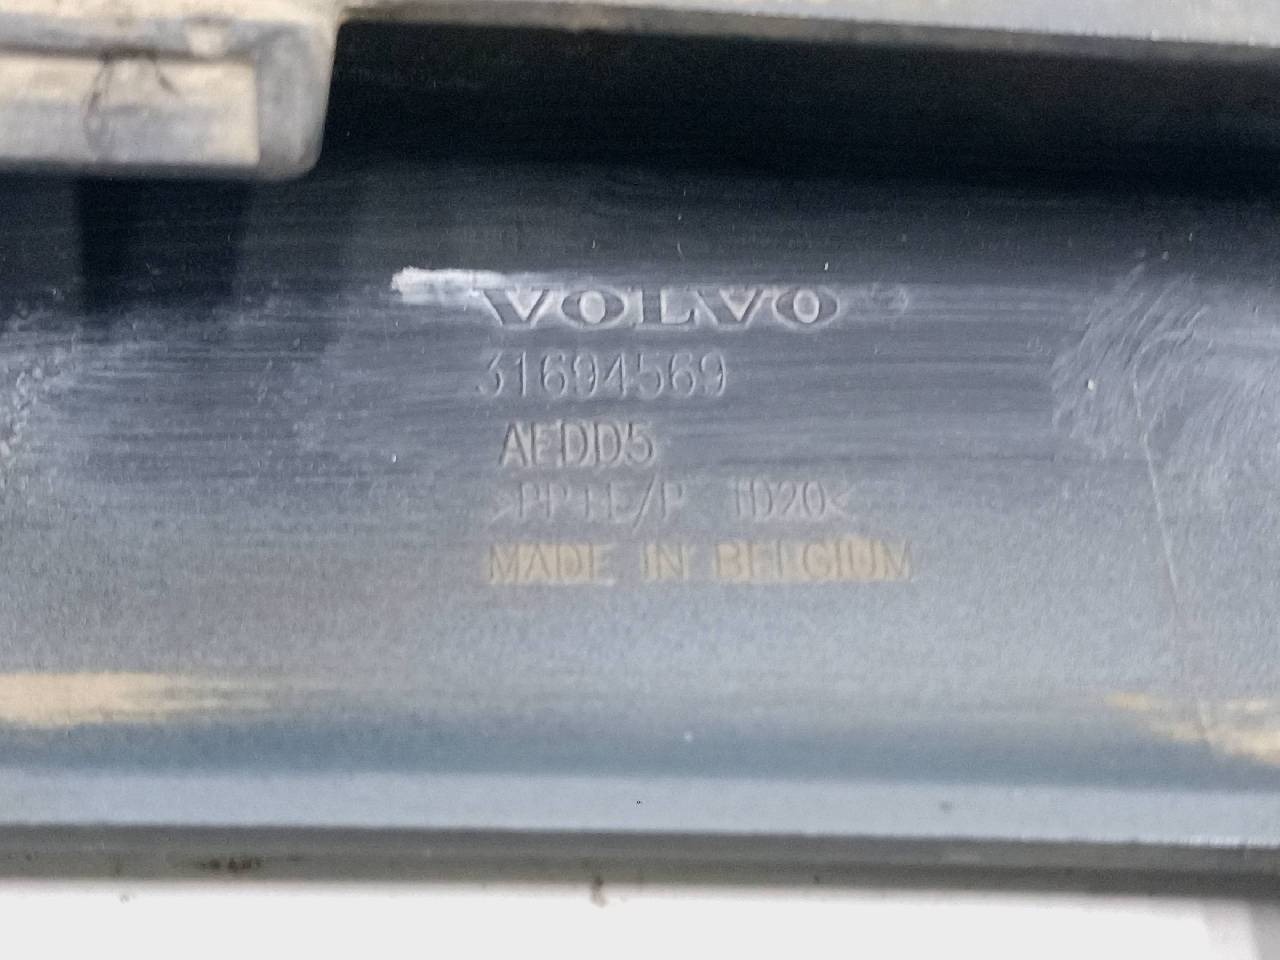 VOLVO
31694569
AEDD5
>PP+E/P TD20<
MADE IN BELGIUM